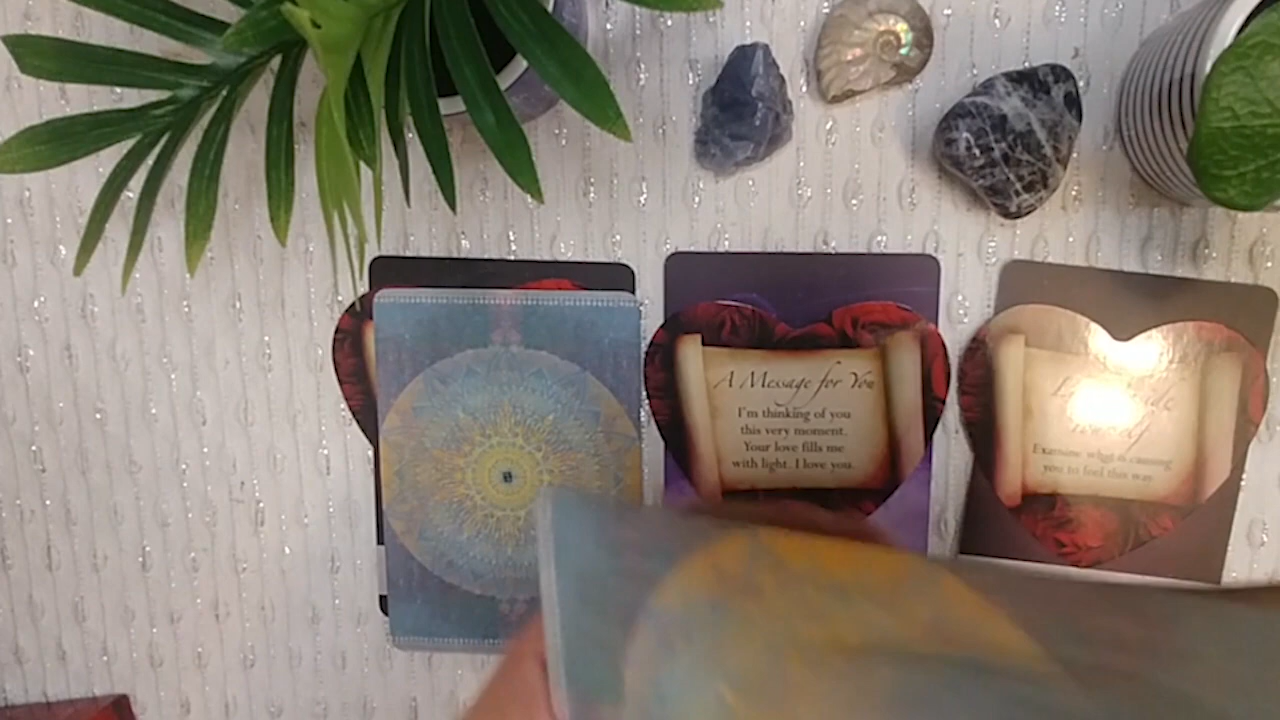 A Message for You
I'm thinking of you
this very moment.
Your love fills me
with light. I love you.
Examine what is causing
you to feel this way.